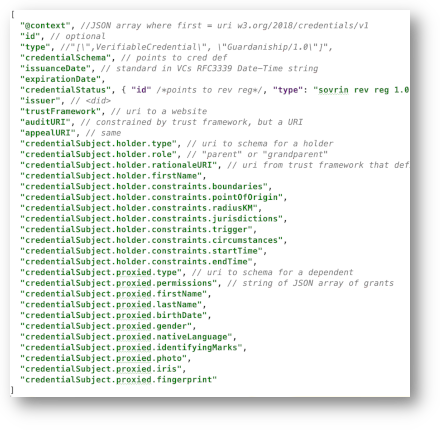 [
"@context", //JSON array where first = uri w3.org/2018/credentials/v1
"id", // optional
"type", //"[\",VerifiableCredential\", \"Guardianship/1.0\"]",
"credentialSchema", // points to cred def
"issuanceDate", // standard in VCs RFC3339 Date-Time string
"expirationDate",
"credentialStatus", { "id" /*points to rev reg*/, "type": "sovrin rev reg 1.0
"issuer", // <did>
"trustFramework", // uri to a website
"auditURI", // constrained by trust framework, but a URI
"appealURI", // same
"credentialSubject.holder.type", // uri to schema for a holder
"credentialSubject.holder.role", // "parent" or "grandparent"
"credentialSubject.holder.rationaleURI", // uri from trust framework that def
"credentialSubject.holder.firstName",
"credentialSubject.holder.constraints.boundaries",
"credentialSubject.holder.constraints.pointOfOrigin",
"credentialSubject.holder.constraints.radiusKM",
"credentialSubject.holder.constraints.jurisdictions",
"credentialSubject.holder.constraints.trigger",
"credentialSubject.holder.constraints.circumstances",
"credentialSubject.holder.constraints.startTime",
"credentialSubject.holder.constraints.endTime",
"credentialSubject.proxied.type", // uri to schema for a dependent
"credentialSubject.proxied.permissions", // string of JSON array of grants
"credentialSubject.proxied.firstName",
"credentialSubject.proxied.lastName",
"credentialSubject.proxied.birthDate",
"credentialSubject.proxied.gender",
"credentialSubject.proxied.nativeLanguage",
"credentialSubject.proxied.identifyingMarks",
"credentialSubject.proxied.photo",
"credentialSubject.proxied.iris",
"credentialSubject.proxied.fingerprint"
]